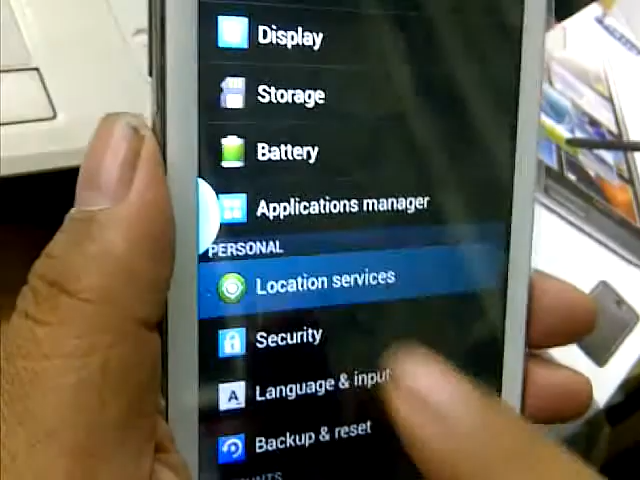 Display
Storage
Battery
Applications manager
PERSONAL
Location services
Security
A Language & input
Backup & reset